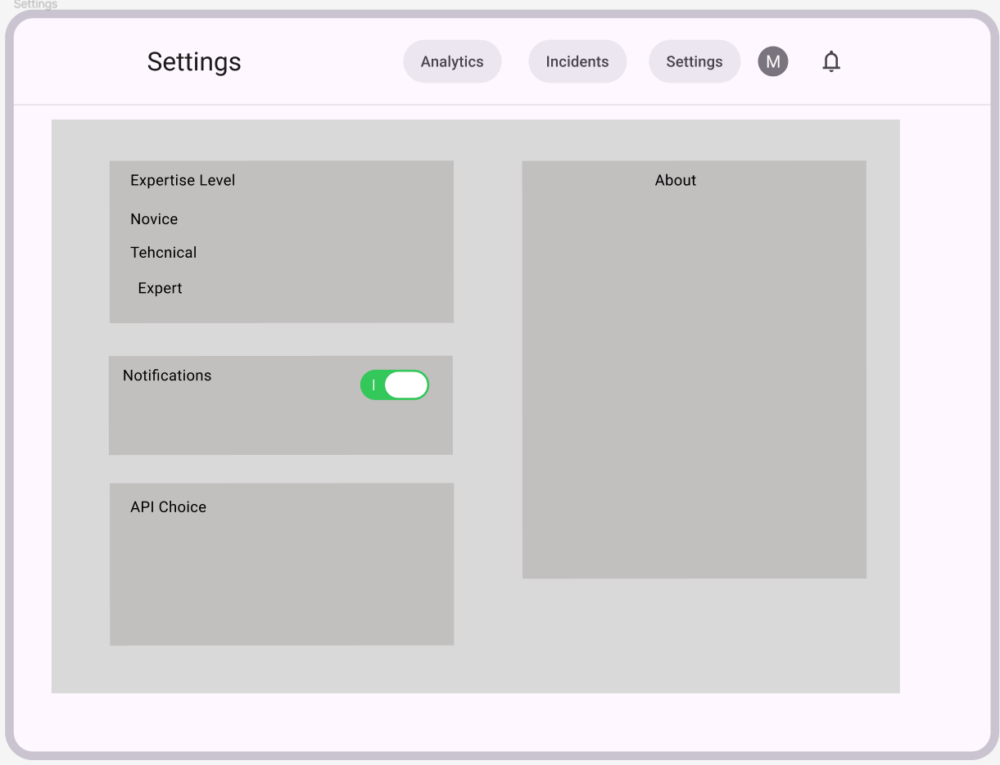 Settings
Settings
Analytics
Incidents
Settings
M
Expertise Level
Novice
Tehcnical
Expert
Notifications
API Choice
About